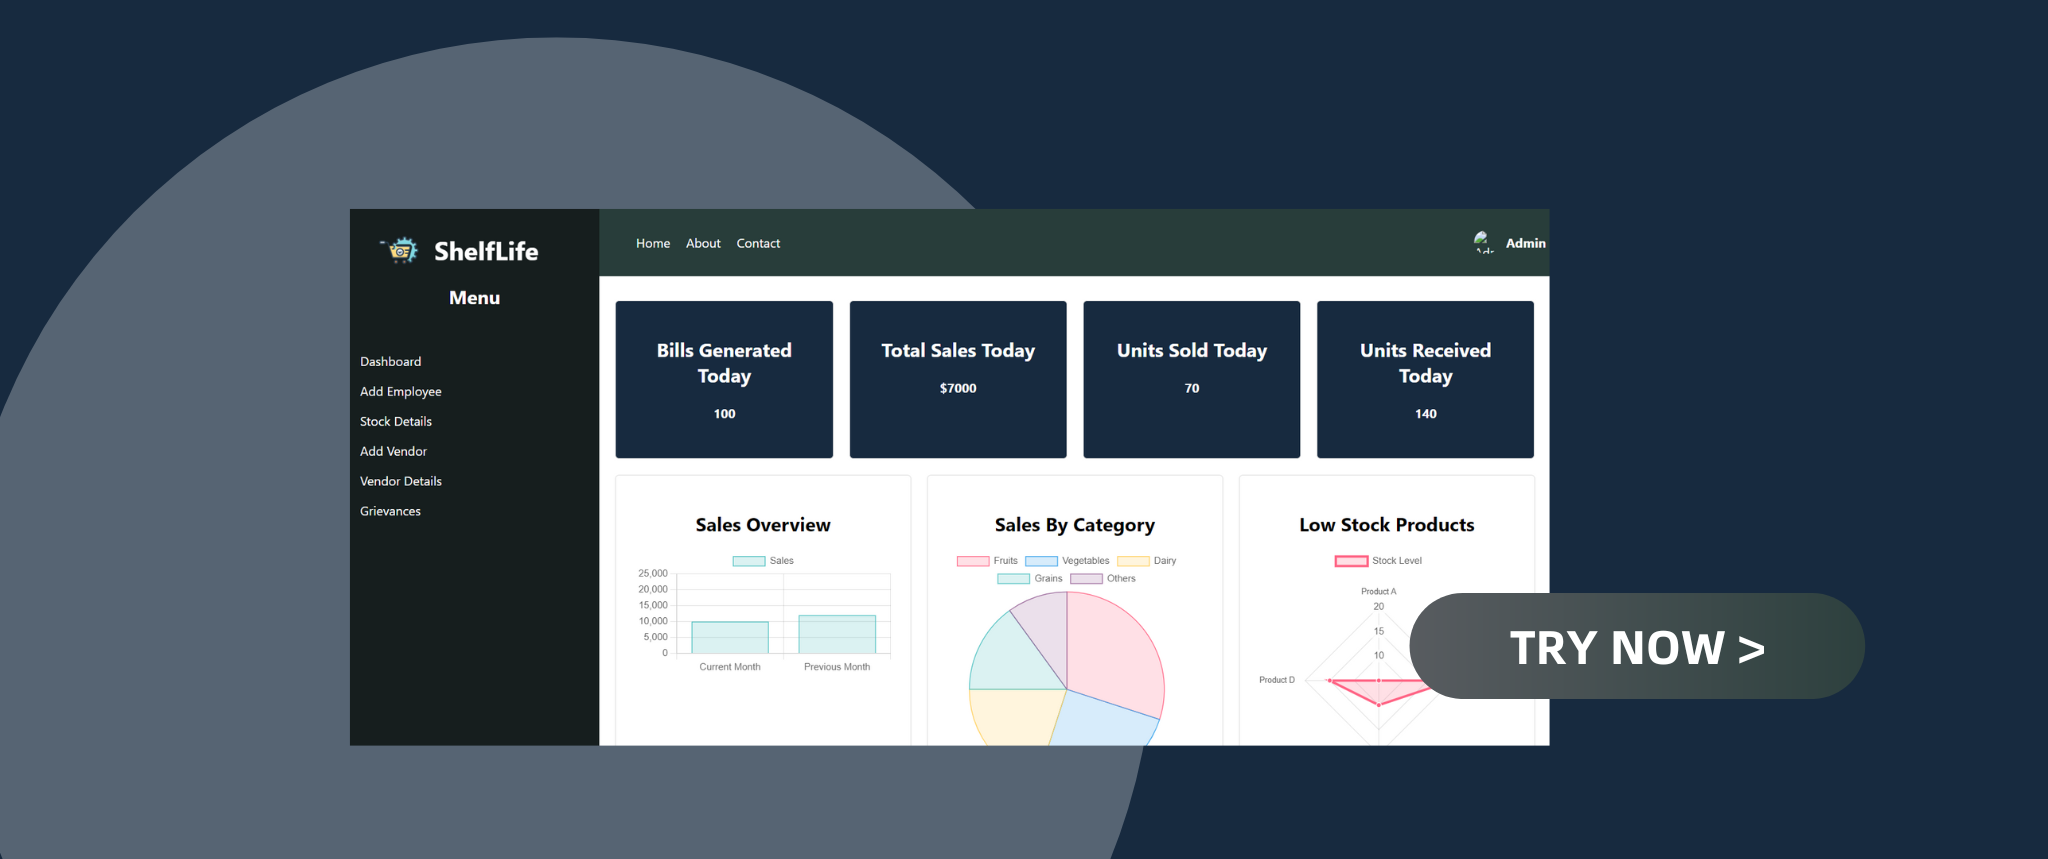 ShelfLife
Menu
Dashboard
Add Employee
Stock Details
Add Vendor
Vendor Details
Grievances
Home About Contact
Admin
Bills Generated
Today
100
Total Sales Today
$7000
Units Sold Today
70
Units Received
Today
140
Sales Overview
Sales
25,000
20,000
15,000
10,000
5,000
0
Current Month Previous Month
Sales By Category
Fruits Vegetables Dairy
Grains Others
Low Stock Products
Stock Level
Product A
20
15
10
Product D
TRY NOW >